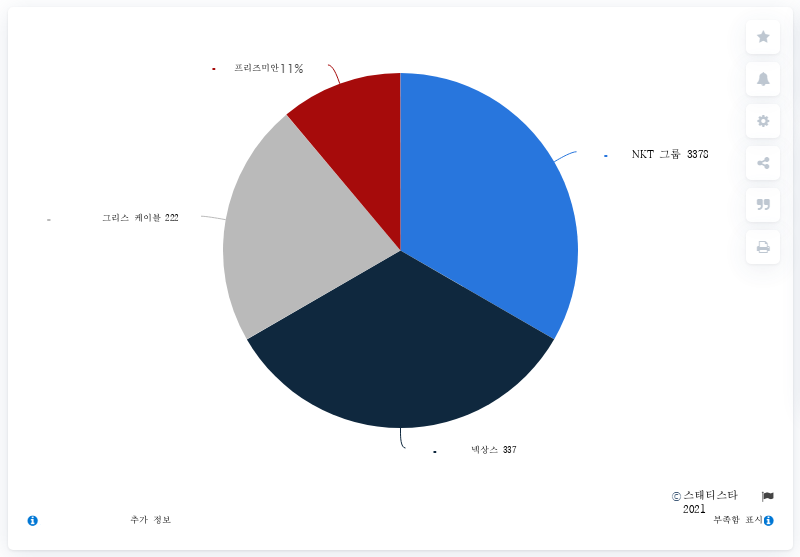 프리즈미안 11%
NKT 그룹 3378
그리스 케이블 222
넥상스 337
© 스태티스타
2021
추가 정보
부족함 표시